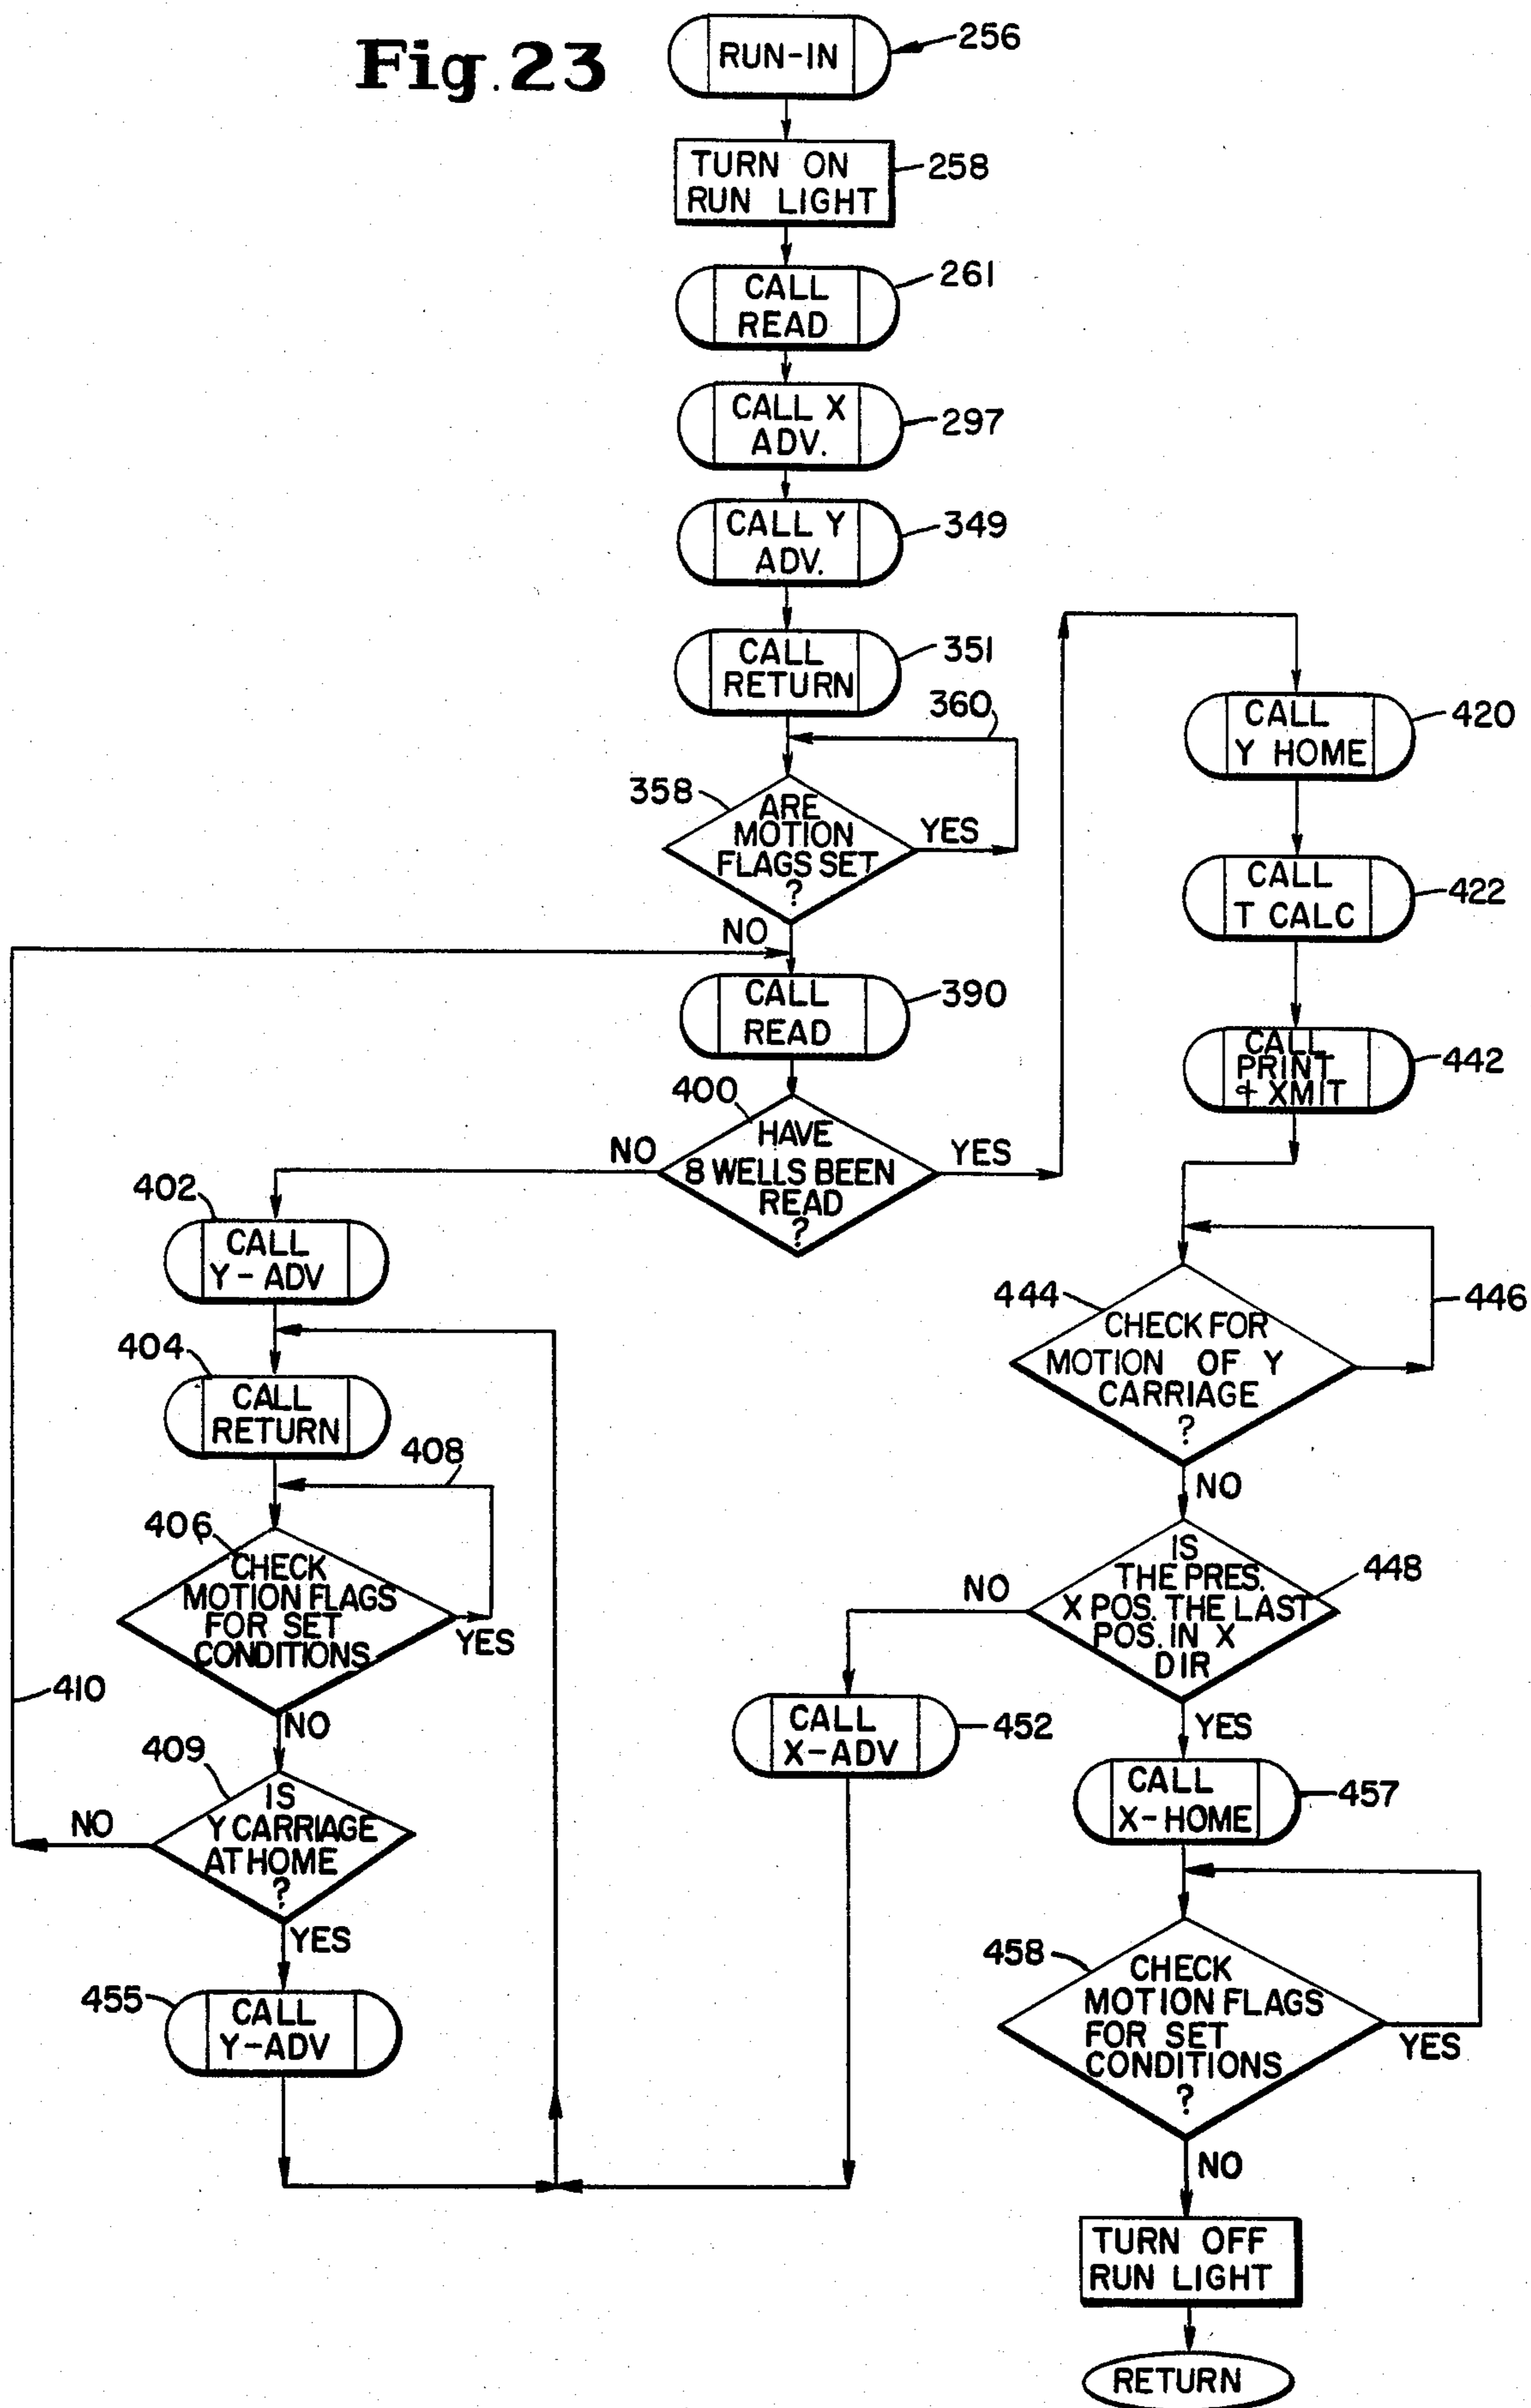 Fig.23
RUN-IN
256
TURN ON
RUN LIGHT
258
CALL
READ
261
CALL X
ADV.
297
CALL Y
ADV.
349
CALL
RETURN
351
360
358
ARE
MOTION
FLAGS SET
?
YES
NO
CALL
READ
390
400
HAVE
8 WELLS BEEN
READ
?
NO
YES
402
CALL
Y-ADV
404
CALL
RETURN
408
406
CHECK
MOTION FLAGS
FOR SET
CONDITIONS
YES
NO
410
409
IS
Y CARRIAGE
AT HOME
?
NO
YES
455
CALL
Y-ADV
CALL
Y HOME
420
CALL
T CALC
422
CALL
PRINT
& XMIT
442
444
CHECK FOR
MOTION OF Y
CARRIAGE
?
446
NO
IS
THE PRES.
X POS. THE LAST
POS. IN X
DIR
448
NO
YES
CALL
X-ADV
452
CALL
X-HOME
457
458
CHECK
MOTION FLAGS
FOR SET
CONDITIONS
?
YES
NO
TURN OFF
RUN LIGHT
RETURN